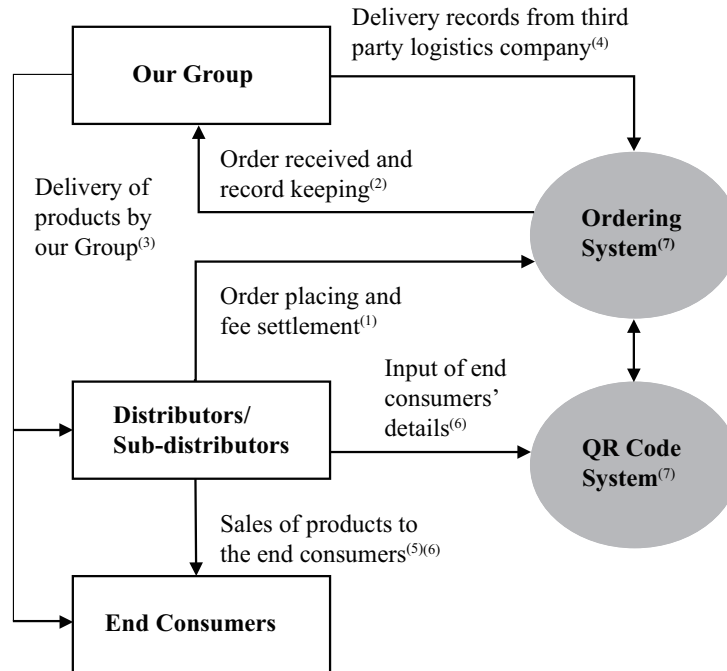 Delivery records from third
party logistics company(4)
Our Group
Order received and
record keeping(2)
Delivery of
products by
our Group(3)
Ordering
System(7)
Order placing and
fee settlement(1)
Input of end
consumers’
details(6)
Distributors/
Sub-distributors
QR Code
System(7)
Sales of products to
the end consumers(5)(6)
End Consumers